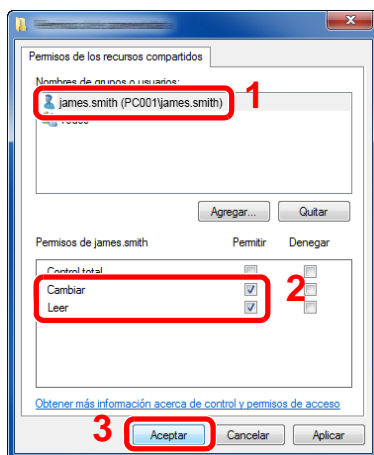 Permisos de los recursos compartidos
Nombres de grupos o usuarios:
james.smith (PC001\james.smith) 1
Todos
Agregar... Quitar
Permisos de james.smith Permitir Denegar
Control total
Cambiar 2
Leer
Obtener más información acerca de control y permisos de acceso
3 Aceptar Cancelar Aplicar